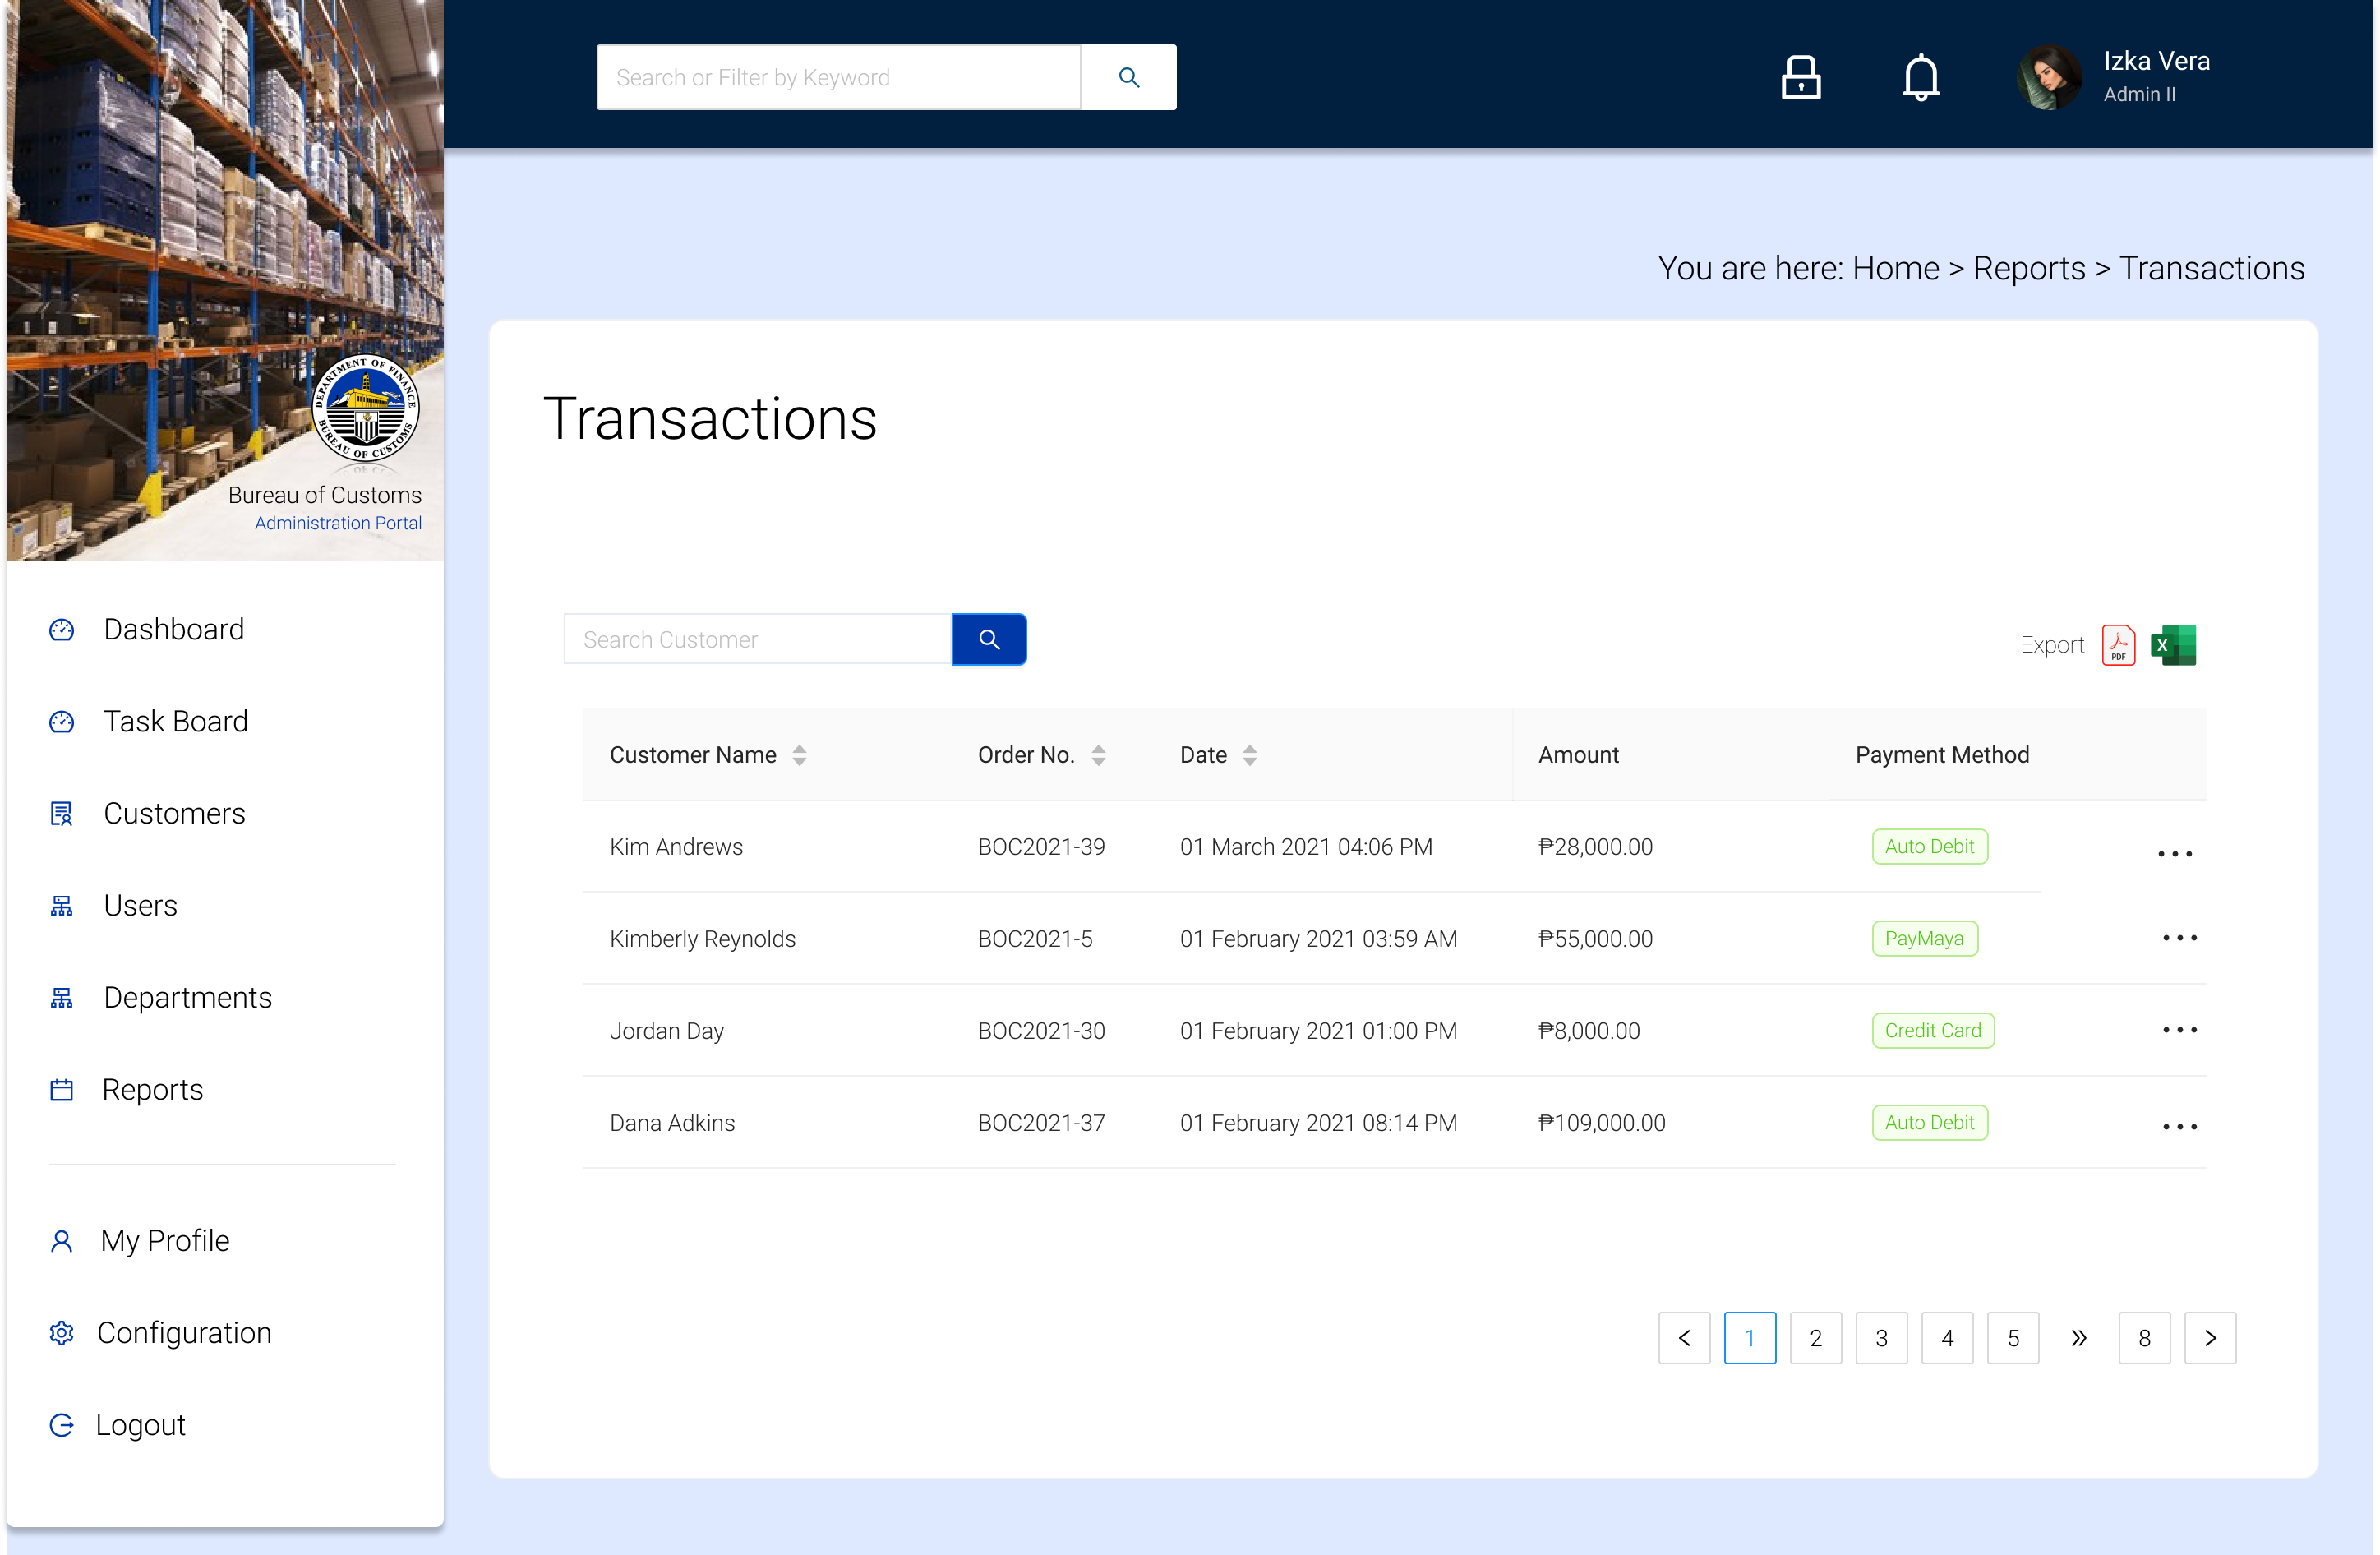 Search or Filter by Keyword
Izka Vera
Admin II
DEPARTMENT OF FINANCE
BUREAU OF CUSTOMS
Bureau of Customs
Administration Portal
Dashboard
Task Board
Customers
Users
Departments
Reports
My Profile
Configuration
Logout
You are here: Home > Reports > Transactions
Transactions
Search Customer
Export PDF X
Customer Name Order No. Date Amount Payment Method
Kim Andrews BOC2021-39 01 March 2021 04:06 PM ₱28,000.00 Auto Debit •••
Kimberly Reynolds BOC2021-5 01 February 2021 03:59 AM ₱55,000.00 PayMaya •••
Jordan Day BOC2021-30 01 February 2021 01:00 PM ₱8,000.00 Credit Card •••
Dana Adkins BOC2021-37 01 February 2021 08:14 PM ₱109,000.00 Auto Debit •••
< 1 2 3 4 5 » 8 >